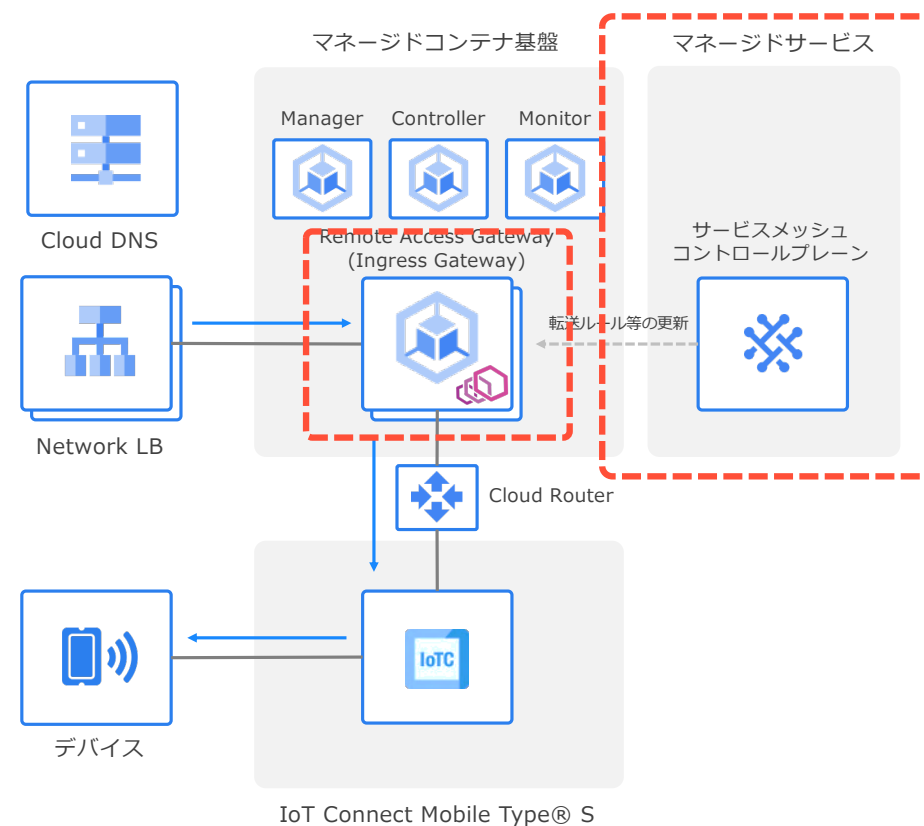 マネージドコンテナ基盤
マネージドサービス
Manager
Controller
Monitor
Cloud DNS
Remote Access Gateway
(Ingress Gateway)
サービスメッシュ
コントロールプレーン
転送ルール等の更新
Network LB
Cloud Router
IoTC
デバイス
IoT Connect Mobile Type® S